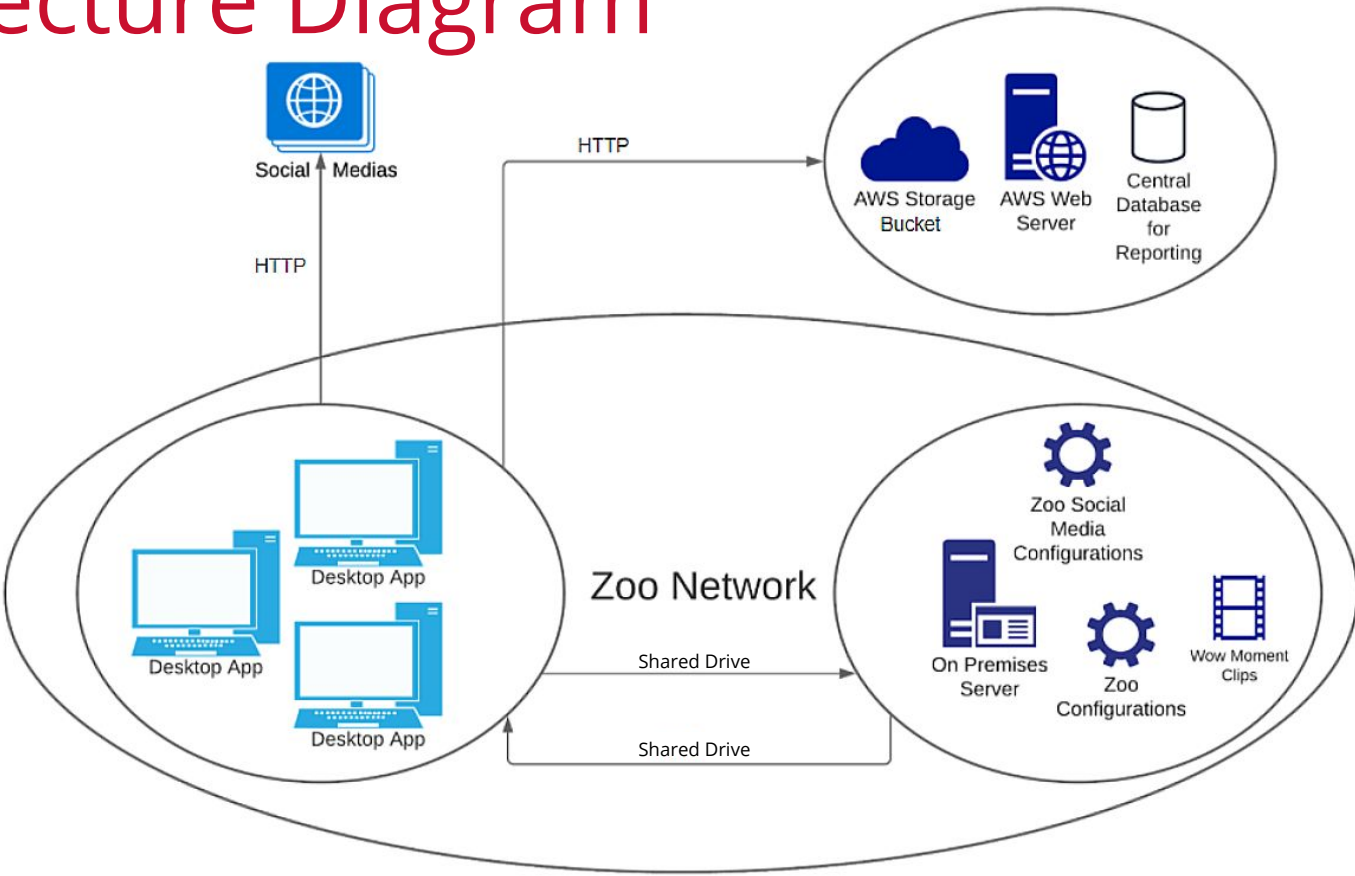 ecture Diagram
Social Medias
HTTP
HTTP
AWS Storage
Bucket
AWS Web
Server
Central
Database
for
Reporting
Desktop App
Desktop App
Desktop App
Zoo Network
Shared Drive
Shared Drive
Zoo Social
Media
Configurations
On Premises
Server
Zoo
Configurations
Wow Moment
Clips